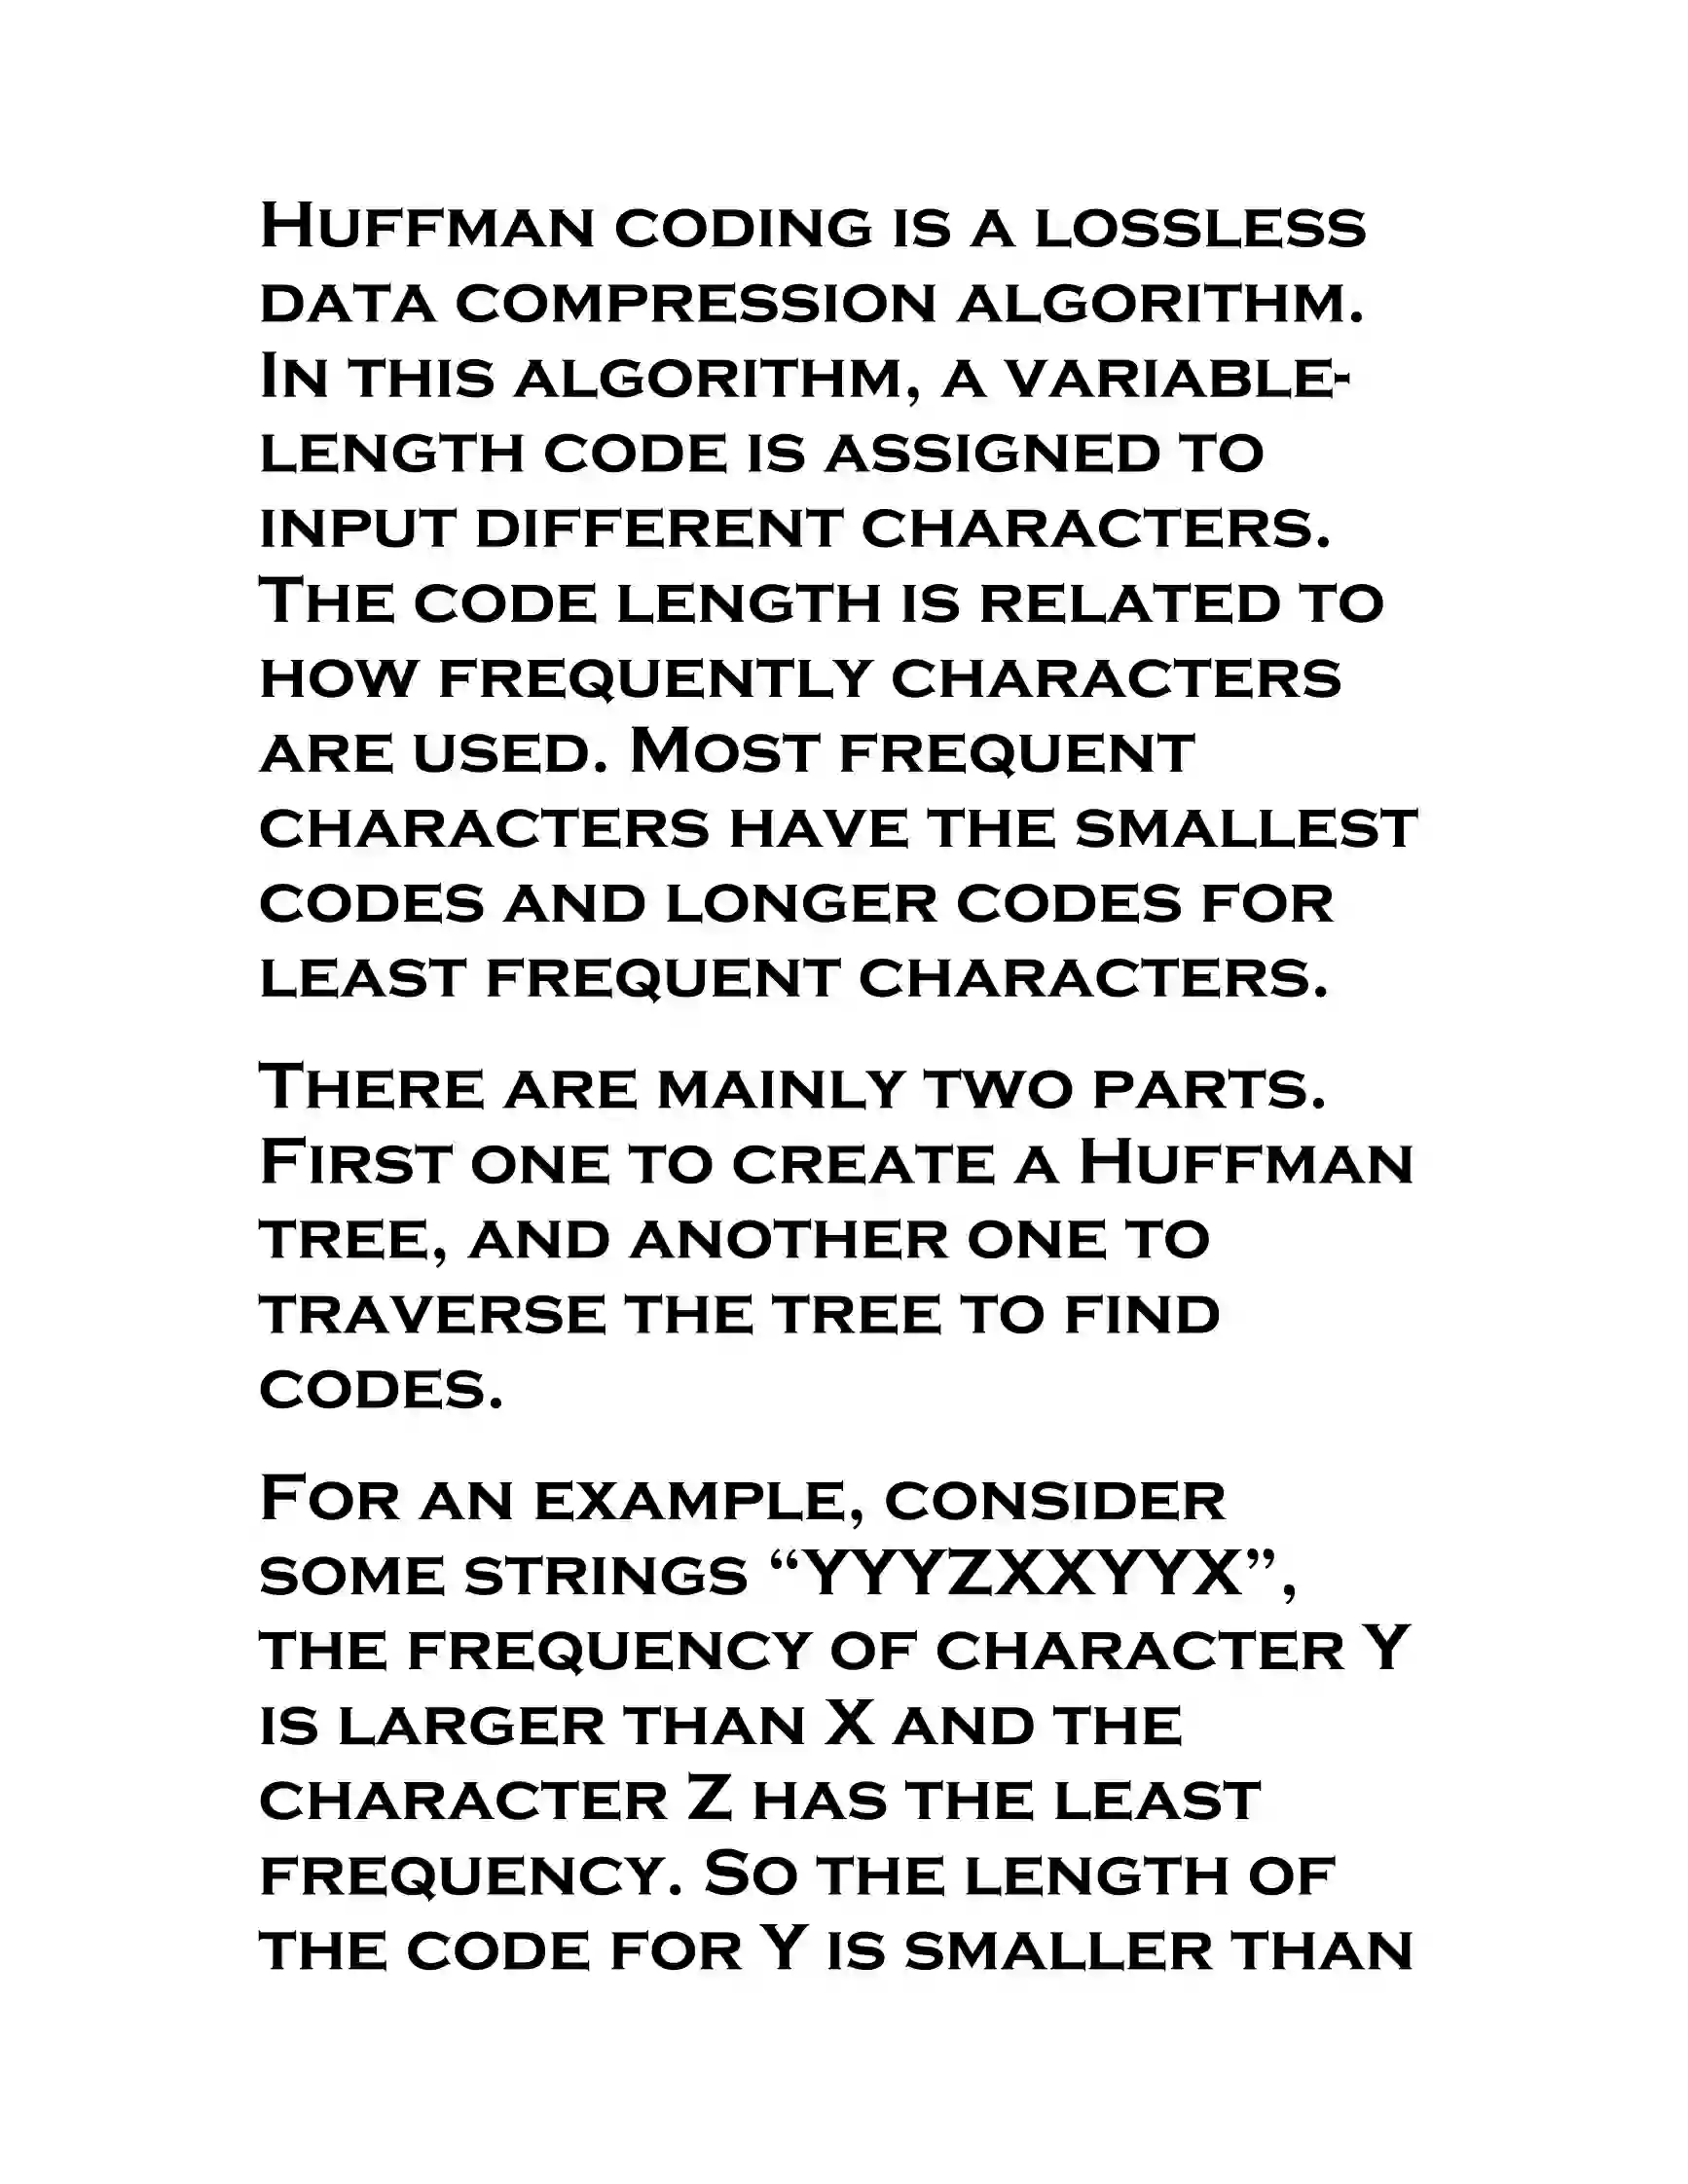 Huffman coding is a lossless
data compression algorithm.
In this algorithm, a variable-
length code is assigned to
input different characters.
The code length is related to
how frequently characters
are used. Most frequent
characters have the smallest
codes and longer codes for
least frequent characters.
There are mainly two parts.
First one to create a Huffman
tree, and another one to
traverse the tree to find
codes.
For an example, consider
some strings “YYYZXXYYX”,
the frequency of character Y
is larger than X and the
character Z has the least
frequency. So the length of
the code for Y is smaller than